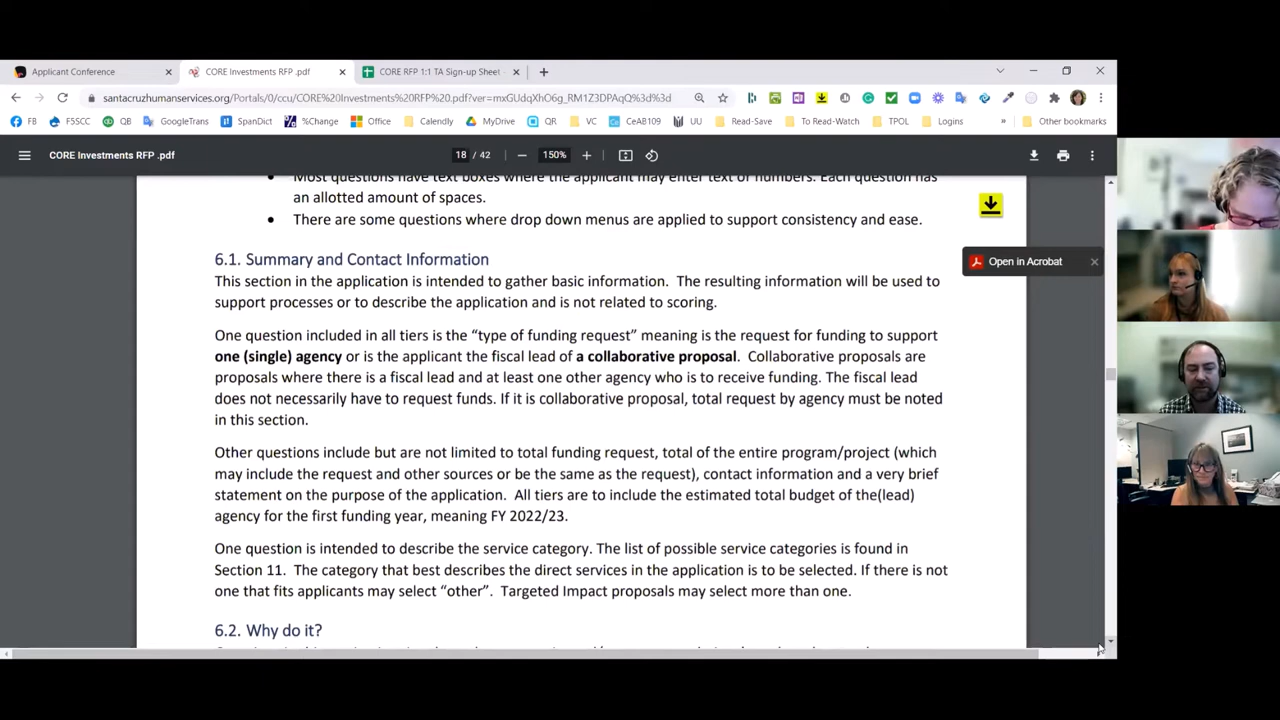 Applicant Conference
CORE Investments RFP .pdf
CORE RFP 1:1 TA Sign-up Sheet
santacruzhumanservices.org/Portals/0/ccu/CORE%20Investments%20RFP%20.pdf?ver=mxGUdqXhO6g_RM1Z3DPAqQ%3d%3d
FB F5SCC QB GoogleTrans SpanDict %Change Office Calendly MyDrive QR VC CeAB109 UU Read-Save To Read-Watch TPOL Logins » Other bookmarks
CORE Investments RFP .pdf 18 / 42 150%
Most questions have text boxes where the applicant may enter text or numbers. Each question has
an allotted amount of spaces.
• There are some questions where drop down menus are applied to support consistency and ease.
Open in Acrobat
6.1. Summary and Contact Information
This section in the application is intended to gather basic information. The resulting information will be used to
support processes or to describe the application and is not related to scoring.
One question included in all tiers is the “type of funding request” meaning is the request for funding to support
one (single) agency or is the applicant the fiscal lead of a collaborative proposal. Collaborative proposals are
proposals where there is a fiscal lead and at least one other agency who is to receive funding. The fiscal lead
does not necessarily have to request funds. If it is collaborative proposal, total request by agency must be noted
in this section.
Other questions include but are not limited to total funding request, total of the entire program/project (which
may include the request and other sources or be the same as the request), contact information and a very brief
statement on the purpose of the application. All tiers are to include the estimated total budget of the(lead)
agency for the first funding year, meaning FY 2022/23.
One question is intended to describe the service category. The list of possible service categories is found in
Section 11. The category that best describes the direct services in the application is to be selected. If there is not
one that fits applicants may select “other”. Targeted Impact proposals may select more than one.
6.2. Why do it?